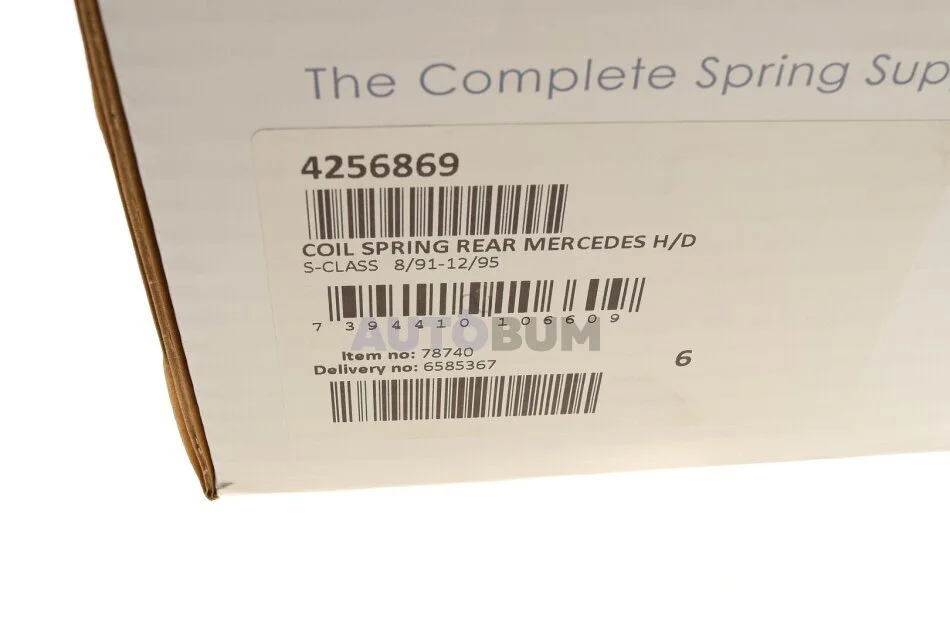 The Complete Spring Sup
4256869
COIL SPRING REAR MERCEDES H/D
S-CLASS 8/91-12/95
7 394410 106609
AUTOBUM
Item no: 78740
Delivery no: 6585367
6